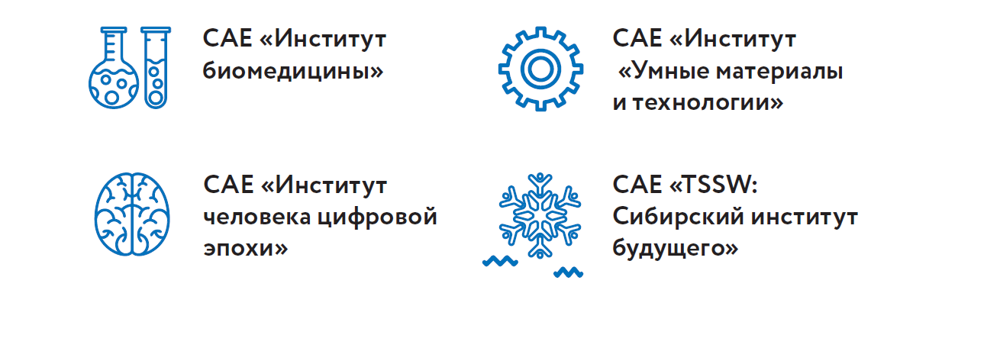 САЕ «Институт
биомедицины»
САЕ «Институт
«Умные материалы
и технологии»
САЕ «Институт
человека цифровой
эпохи»
САЕ «TSSW:
Сибирский институт
будущего»